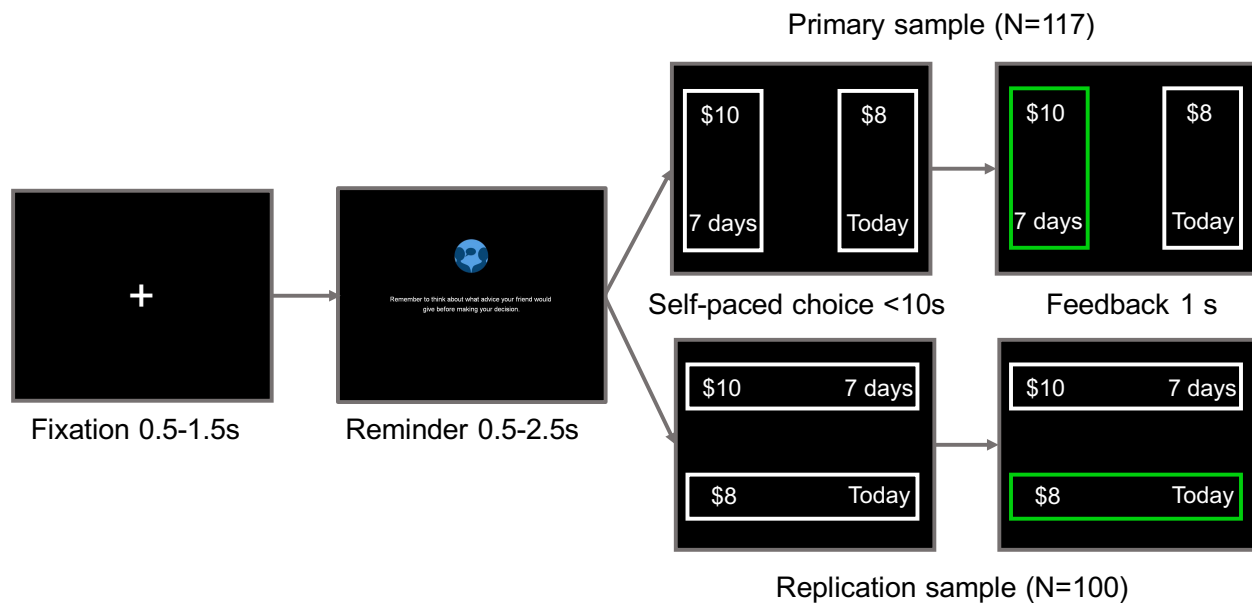 Primary sample (N=117)
$10 $8
7 days Today
$10 $8
7 days Today
+
Remember to think about what advice your friend would
give before making your decision.
Self-paced choice <10s
Feedback 1 s
Fixation 0.5-1.5s
Reminder 0.5-2.5s
$10 7 days
$8 Today
$10 7 days
$8 Today
Replication sample (N=100)